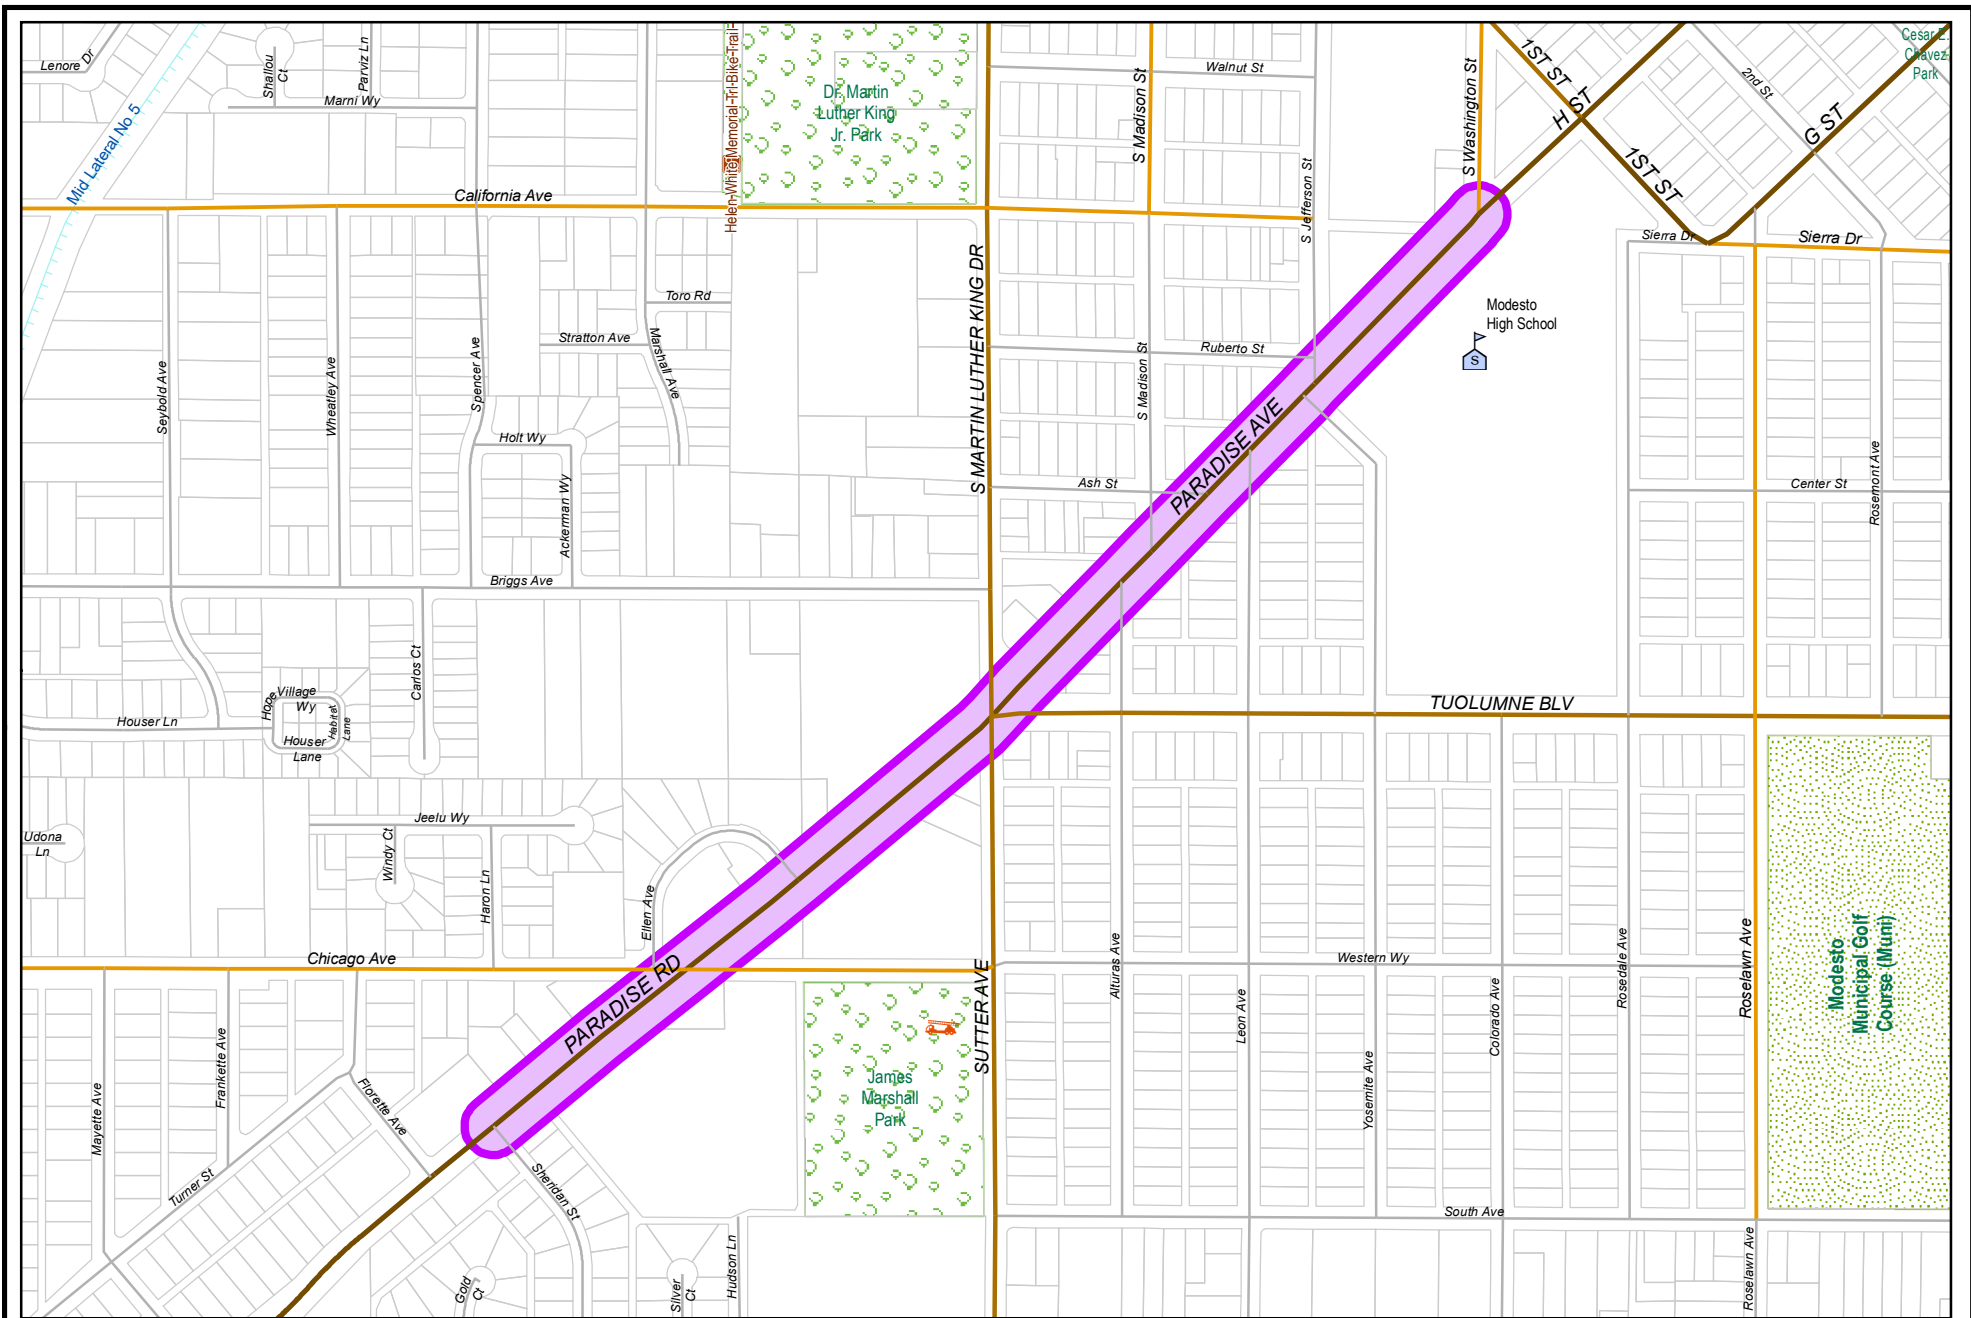 Lenore Dr
Shallou
Ct
Parviz Ln
Marni Wy
Mid Lateral No 5
California Ave
Helen White Memorial Trl Bike Trail
Dr. Martin
Luther King
Jr. Park
Walnut St
S Madison St
S Jefferson St
S Washington St
1ST ST
H ST
1ST ST
2nd St
G ST
Cesar E.
Chavez
Park
Sierra Dr
Sierra Dr
Modesto
High School
S
Toro Rd
Stratton Ave
Marshall Ave
Seybold Ave
Wheatley Ave
Spencer Ave
Holt Wy
Ackerman Wy
S MARTIN LUTHER KING DR
Ruberto St
S Madison St
Ash St
PARADISE AVE
Center St
Rosemont Ave
Briggs Ave
Carlos Ct
Hope
Village
Wy
Habitat
Lane
Houser Ln
Houser
Lane
TUOLUMNE BLV
Udona
Ln
Jeelu Wy
Windy Ct
Haron Ln
Ellen Ave
Chicago Ave
PARADISE RD
SUTTER AVE
Alturas Ave
Leon Ave
Western Wy
Yosemite Ave
Colorado Ave
Rosedale Ave
Roselawn Ave
Modesto
Municipal Golf
Course (Muni)
James
Marshall
Park
Mayette Ave
Frankette Ave
Florette Ave
Turner St
Sheridan St
Gold
Ct
Silver
Ct
Hudson Ln
South Ave
Roselawn Ave